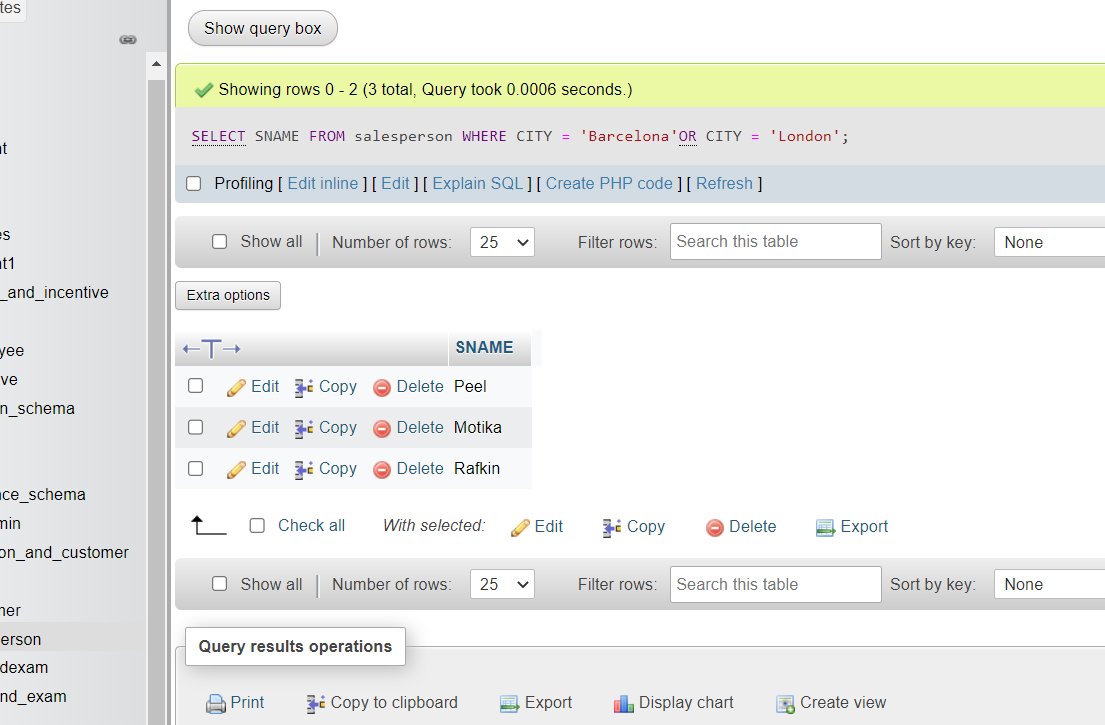 tes
Show query box
Showing rows 0 - 2 (3 total, Query took 0.0006 seconds.)
SELECT SNAME FROM salesperson WHERE CITY = 'Barcelona'OR CITY = 'London';
Profiling [ Edit inline ] [ Edit ] [ Explain SQL ] [ Create PHP code ] [ Refresh ]
Show all | Number of rows: 25 Filter rows: Search this table Sort by key: None
Extra options
←T→ SNAME
Edit Copy Delete Peel
Edit Copy Delete Motika
Edit Copy Delete Rafkin
Check all With selected: Edit Copy Delete Export
Show all | Number of rows: 25 Filter rows: Search this table Sort by key: None
Query results operations
Print Copy to clipboard Export Display chart Create view
nt
es
nt1
_and_incentive
yee
ve
n_schema
nce_schema
min
on_and_customer
mer
erson
dexam
nd_exam